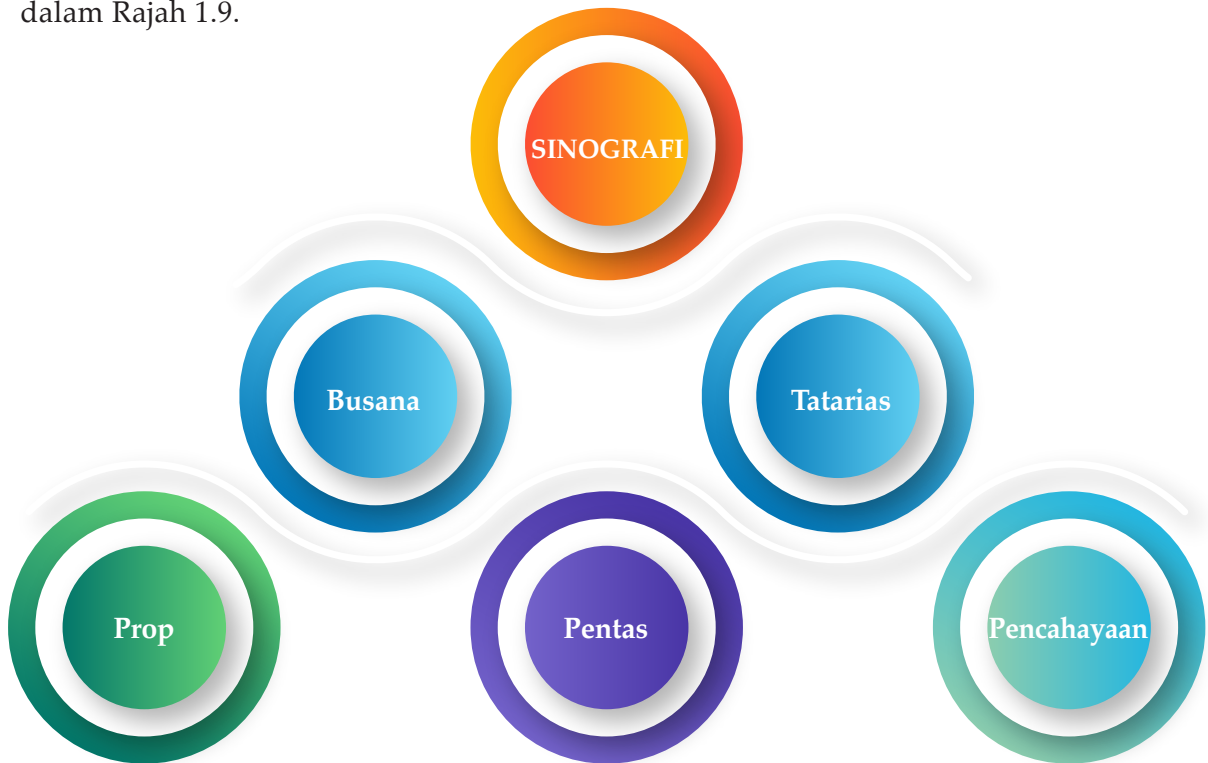 dalam Rajah 1.9.
SINOGRAFI
Busana
Tatarias
Prop
Pentas
Pencahayaan